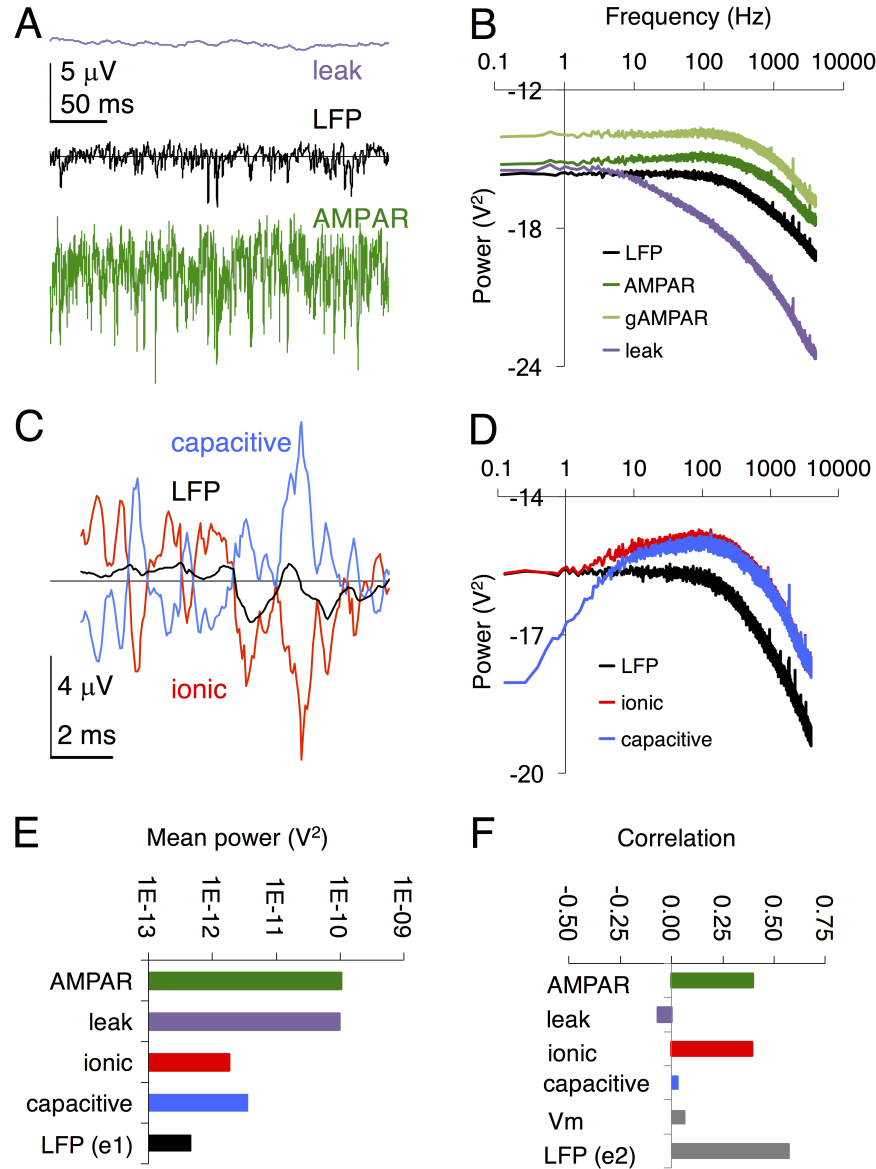 A
leak
5 μV
50 ms
LFP
AMPAR
B
Frequency (Hz)
0.1 1 10 100 1000 10000
-12
-18
-24
Power (V²)
LFP
AMPAR
gAMPAR
leak
C
capacitive
LFP
ionic
4 μV
2 ms
D
0.1 1 10 100 1000 10000
-14
-17
-20
Power (V²)
LFP
ionic
capacitive
E
Mean power (V²)
1E-13 1E-12 1E-11 1E-10 1E-09
AMPAR
leak
ionic
capacitive
LFP (e1)
F
Correlation
-0.50 -0.25 0.00 0.25 0.50 0.75
AMPAR
leak
ionic
capacitive
Vm
LFP (e2)